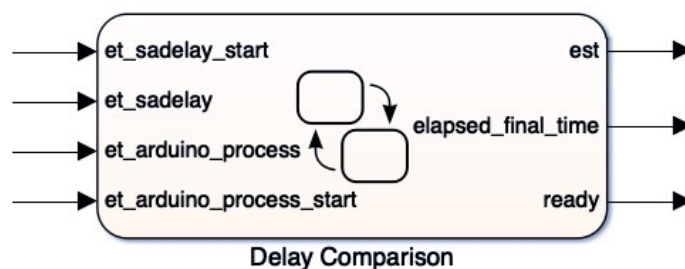 et_sadelay_start
est
et_sadelay
elapsed_final_time
et_arduino_process
et_arduino_process_start
ready
Delay Comparison